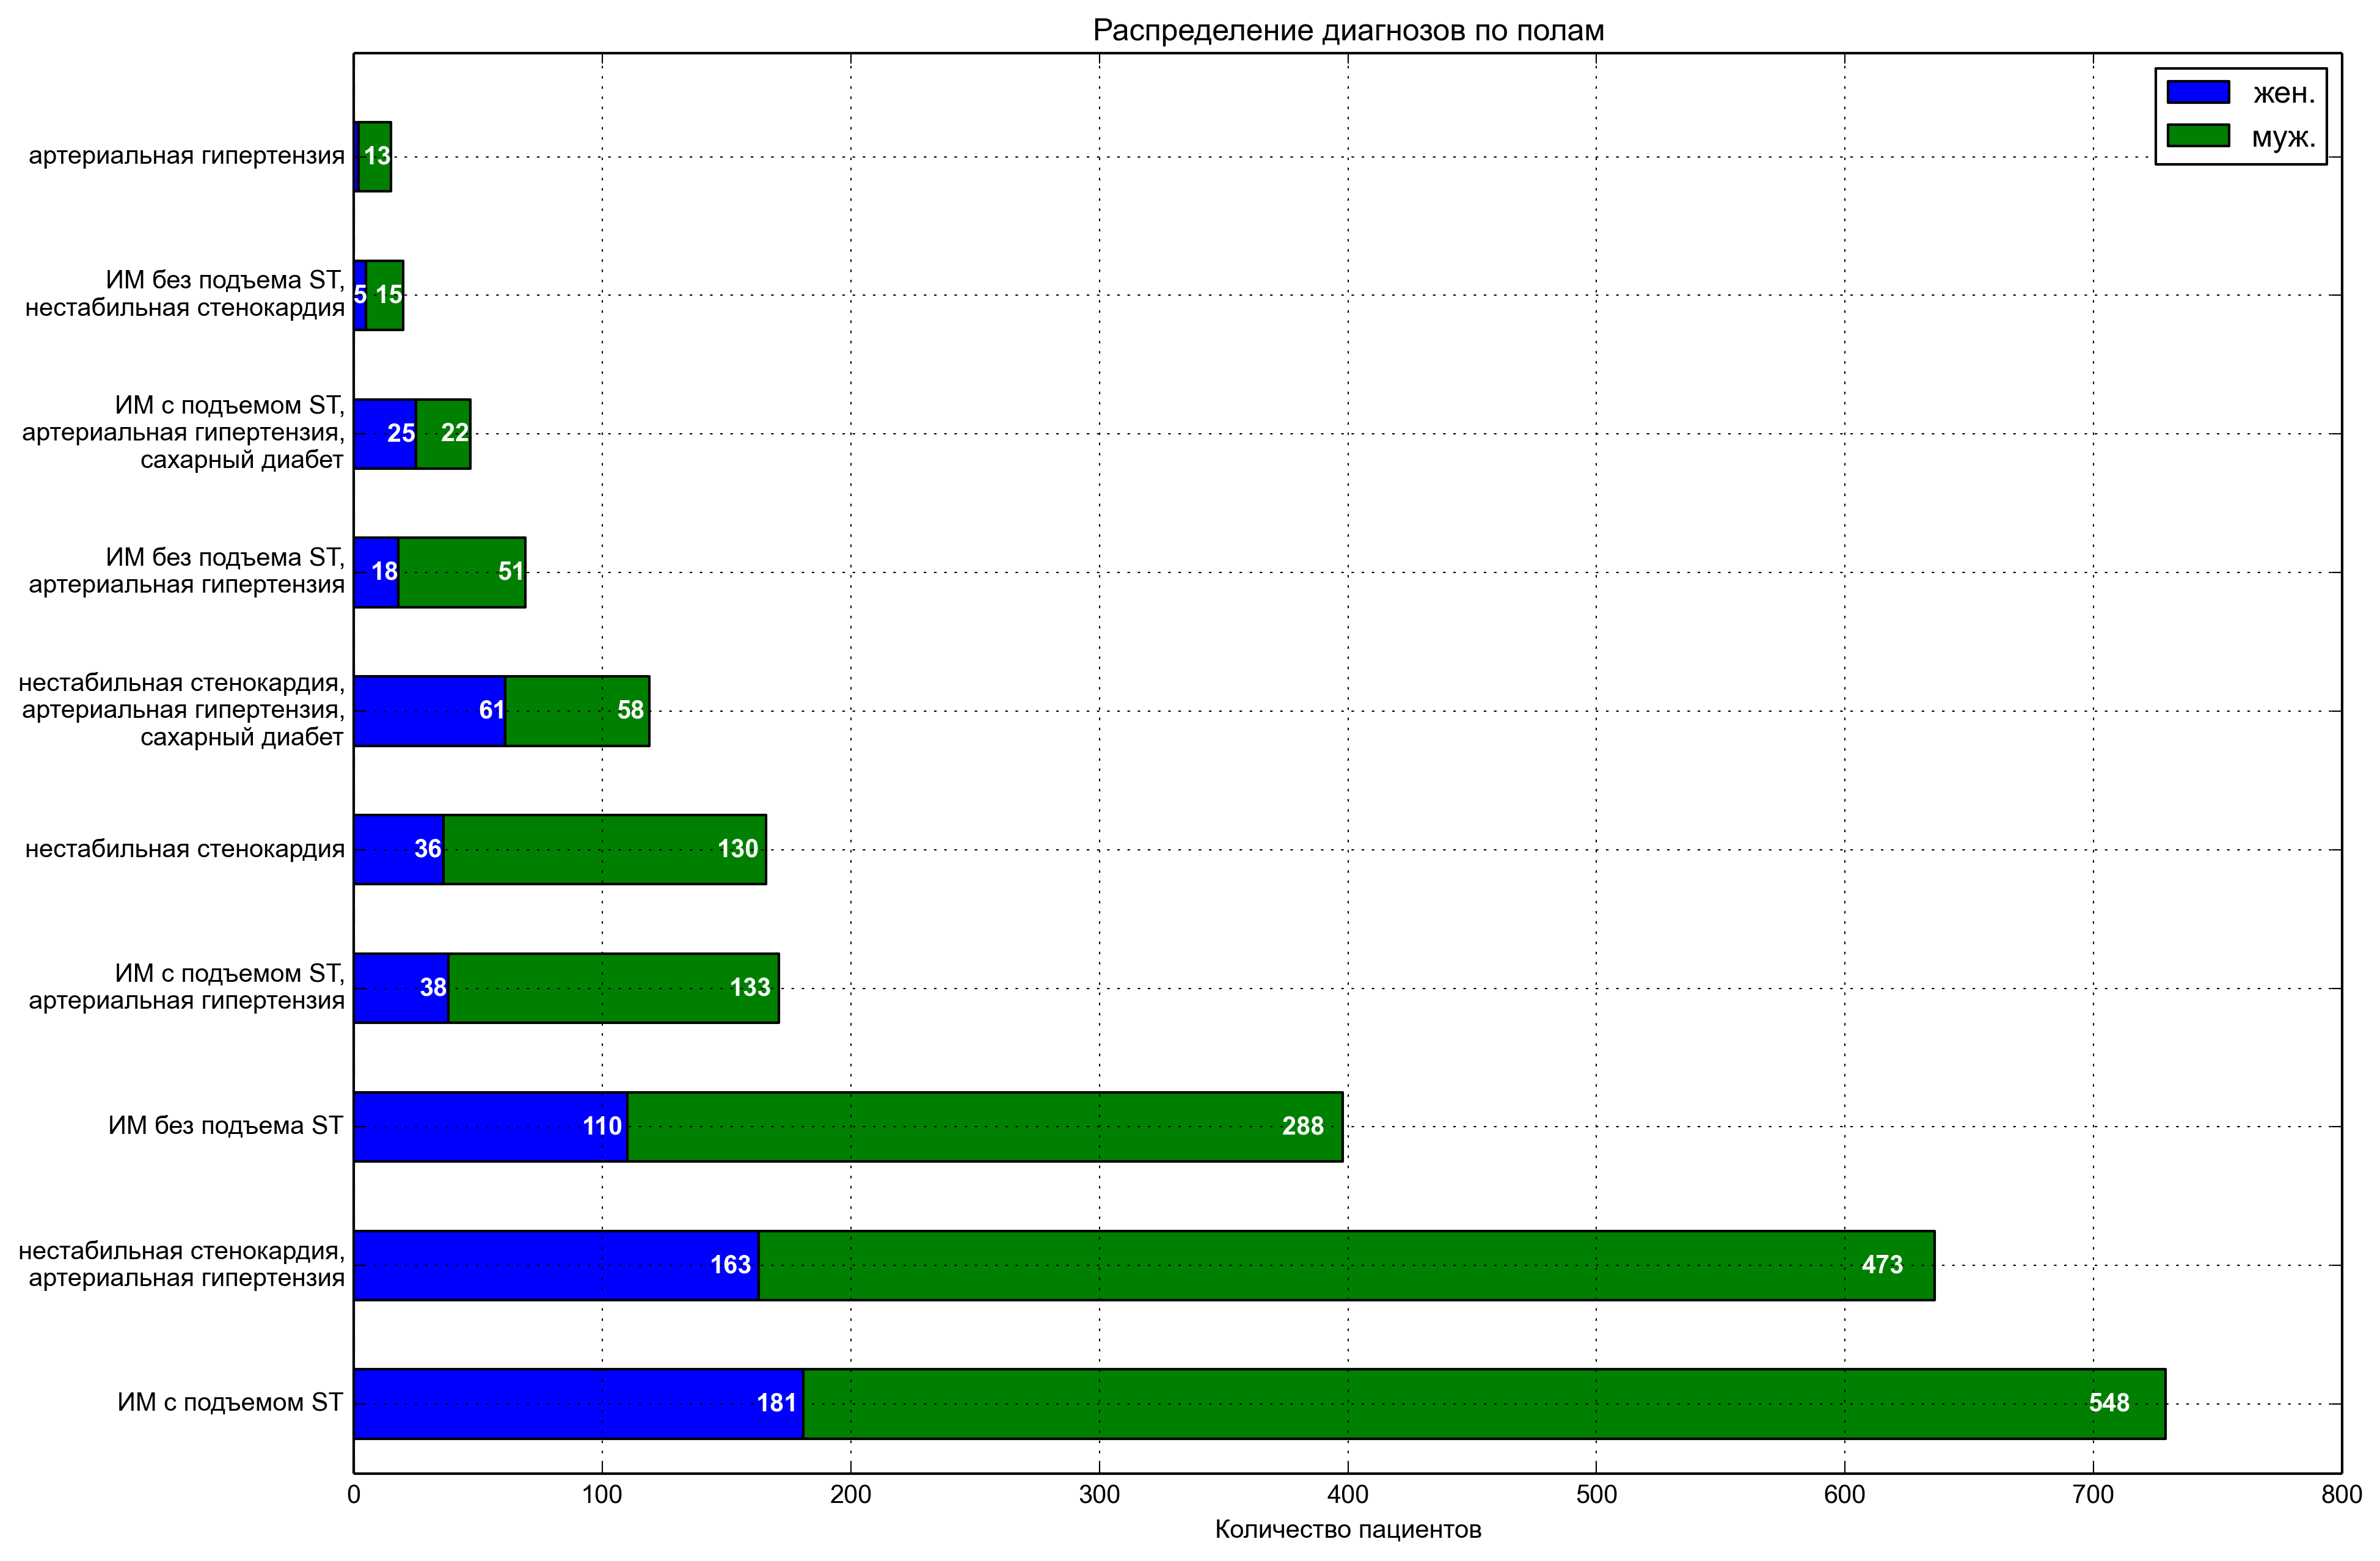 Распределение диагнозов по полам
жен.
муж.
артериальная гипертензия
13
ИМ без подъема ST,
нестабильная стенокардия
5 15
ИМ с подъемом ST,
артериальная гипертензия,
сахарный диабет
25 22
ИМ без подъема ST,
артериальная гипертензия
18 51
нестабильная стенокардия,
артериальная гипертензия,
сахарный диабет
61 58
нестабильная стенокардия
36 130
ИМ с подъемом ST,
артериальная гипертензия
38 133
ИМ без подъема ST
110 288
нестабильная стенокардия,
артериальная гипертензия
163 473
ИМ с подъемом ST
181 548
0 100 200 300 400 500 600 700 800
Количество пациентов